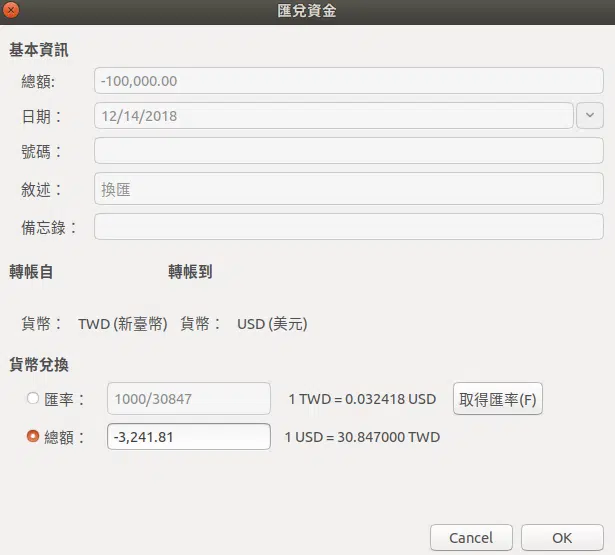 匯兌資金
基本資訊
總額: -100,000.00
日期： 12/14/2018
號碼：
敘述： 換匯
備忘錄：
轉帳自 轉帳到
貨幣： TWD (新臺幣) 貨幣： USD (美元)
貨幣兌換
匯率： 1000/30847 1 TWD = 0.032418 USD 取得匯率(F)
總額： -3,241.81 1 USD = 30.847000 TWD
Cancel OK